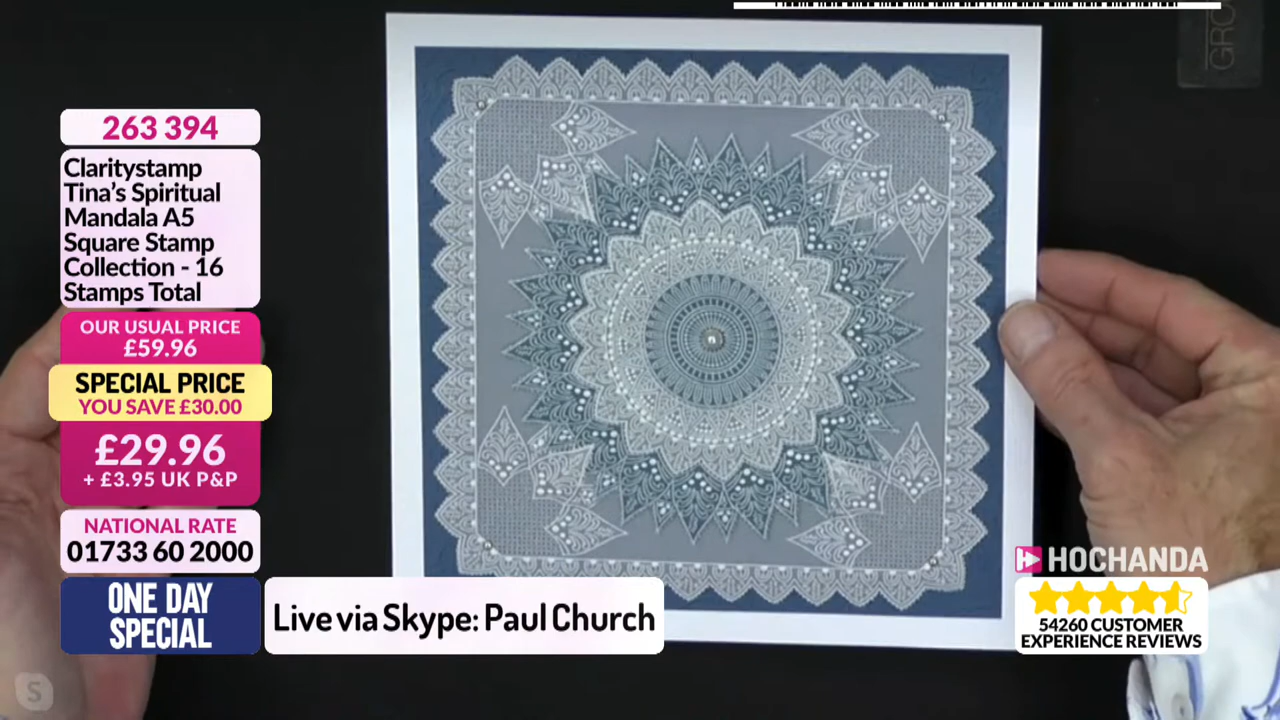 GRO
263 394
Claritystamp
Tina's Spiritual
Mandala A5
Square Stamp
Collection - 16
Stamps Total
OUR USUAL PRICE
£59.96
SPECIAL PRICE
YOU SAVE £30.00
£29.96
+ £3.95 UK P&P
NATIONAL RATE
01733 60 2000
ONE DAY
SPECIAL
Live via Skype: Paul Church
HOCHANDA
54260 CUSTOMER
EXPERIENCE REVIEWS
S